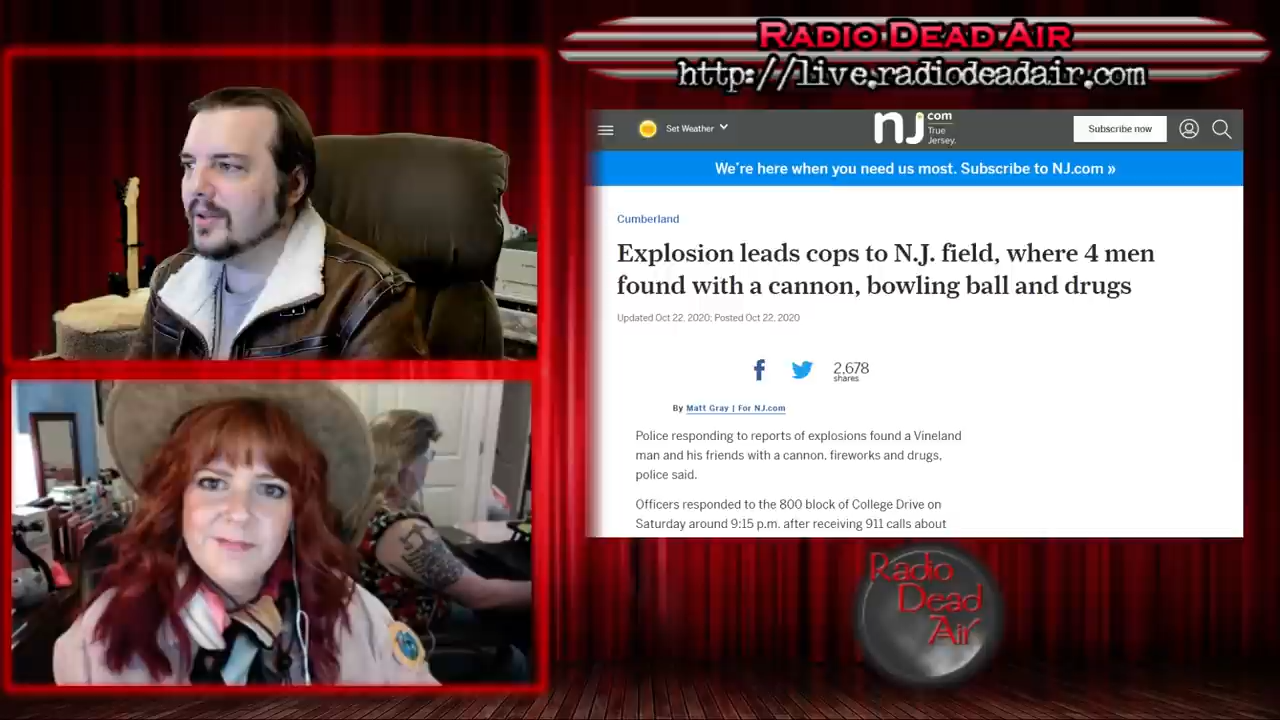 RADIO DEAD AIR
http://live.radiodeadair.com
Set Weather
nj.com
True
Jersey.
Subscribe now
We're here when you need us most. Subscribe to NJ.com »
Cumberland
Explosion leads cops to N.J. field, where 4 men
found with a cannon, bowling ball and drugs
Updated Oct 22, 2020; Posted Oct 22, 2020
2,678
shares
By Matt Gray | For NJ.com
Police responding to reports of explosions found a Vineland
man and his friends with a cannon, fireworks and drugs,
police said.
Officers responded to the 800 block of College Drive on
Saturday around 9:15 p.m. after receiving 911 calls about
Radio
Dead
Air